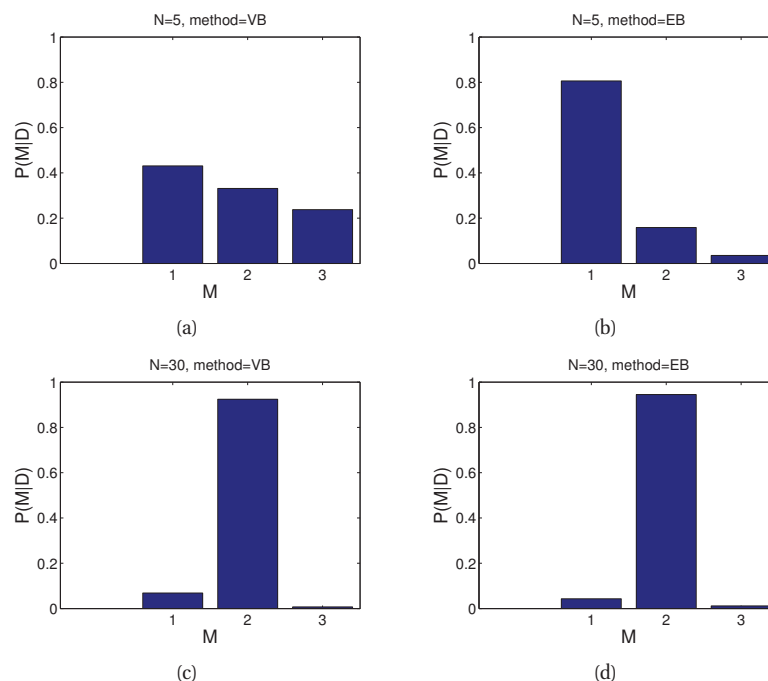 N=5, method=VB
1
0.8
0.6
0.4
0.2
0
P(M|D)
1 2 3
M
(a)
N=5, method=EB
1
0.8
0.6
0.4
0.2
0
P(M|D)
1 2 3
M
(b)
N=30, method=VB
1
0.8
0.6
0.4
0.2
0
P(M|D)
1 2 3
M
(c)
N=30, method=EB
1
0.8
0.6
0.4
0.2
0
P(M|D)
1 2 3
M
(d)